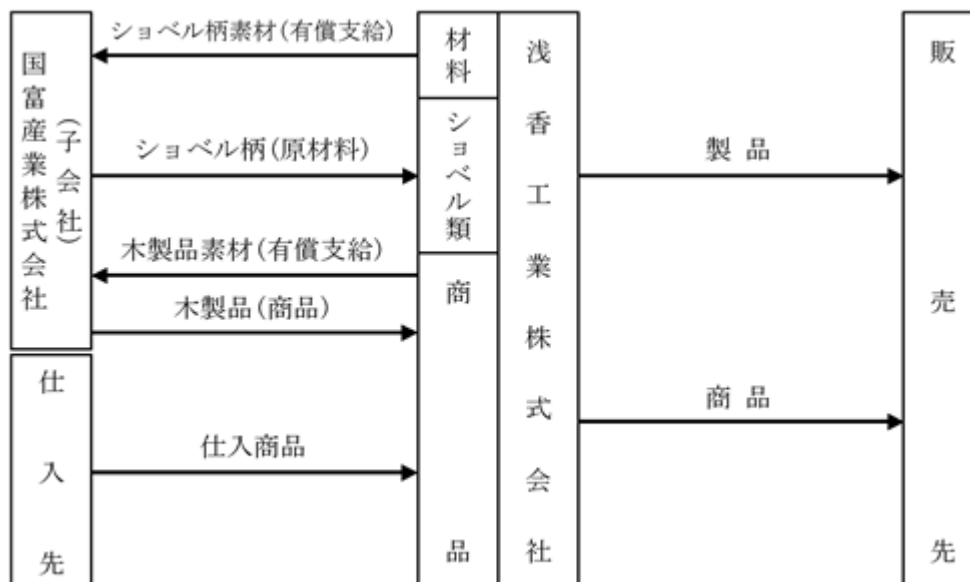 国富産業株式会社
(子会社)
仕入先
ショベル柄素材(有償支給)
ショベル柄(原材料)
木製品素材(有償支給)
木製品(商品)
仕入商品
材料
ショベル類
商品
浅香工業株式会社
製品
商品
販売先